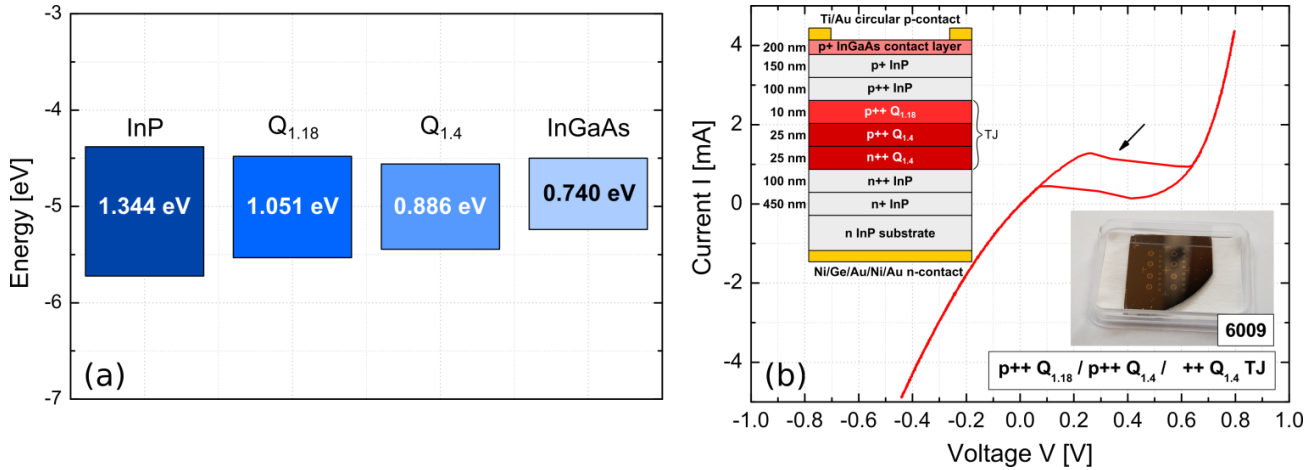 -3
-4
-5
-6
-7
Energy [eV]
InP
Q1.18
Q1.4
InGaAs
1.344 eV
1.051 eV
0.886 eV
0.740 eV
(a)
4
2
0
-2
-4
Current I [mA]
Ti/Au circular p-contact
200 nm p+ InGaAs contact layer
150 nm p+ InP
100 nm p++ InP
10 nm p++ Q1.18
25 nm p++ Q1.4
TJ
25 nm n++ Q1.4
100 nm n++ InP
450 nm n+ InP
n InP substrate
Ni/Ge/Au/Ni/Au n-contact
6009
p++ Q1.18 / p++ Q1.4 / ++ Q1.4 TJ
(b)
-1.0 -0.8 -0.6 -0.4 -0.2 0.0 0.2 0.4 0.6 0.8 1.0
Voltage V [V]